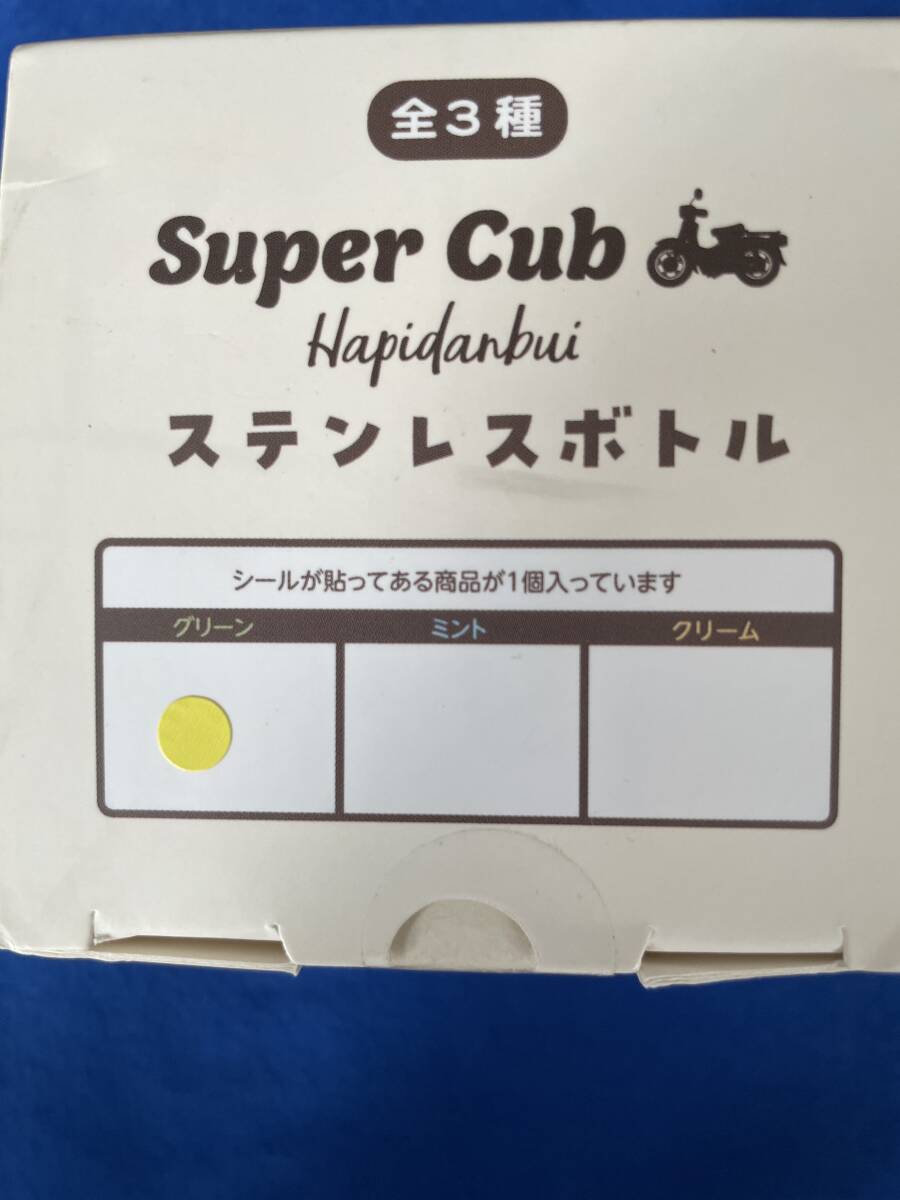 全3種
Super Cub
Hapidanbui
ステンレスボトル
シールが貼ってある商品が1個入っています
グリーン ミント クリーム